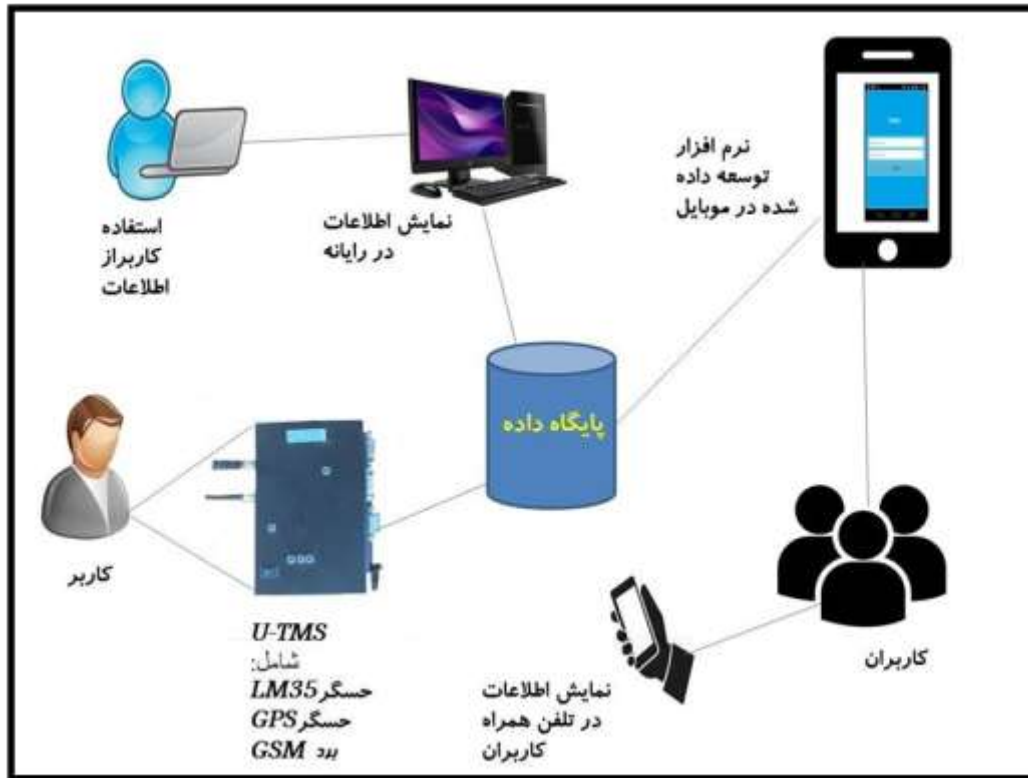 نرم افزار
توسعه داده
شده در موبایل
نمایش اطلاعات
در رایانه
استفاده
کاربراز
اطلاعات
پایگاه داده
کاربر
U-TMS
شامل:
حسگرLM35
حسگرGPS
برد GSM
نمایش اطلاعات
در تلفن همراه
کاربران
کاربران